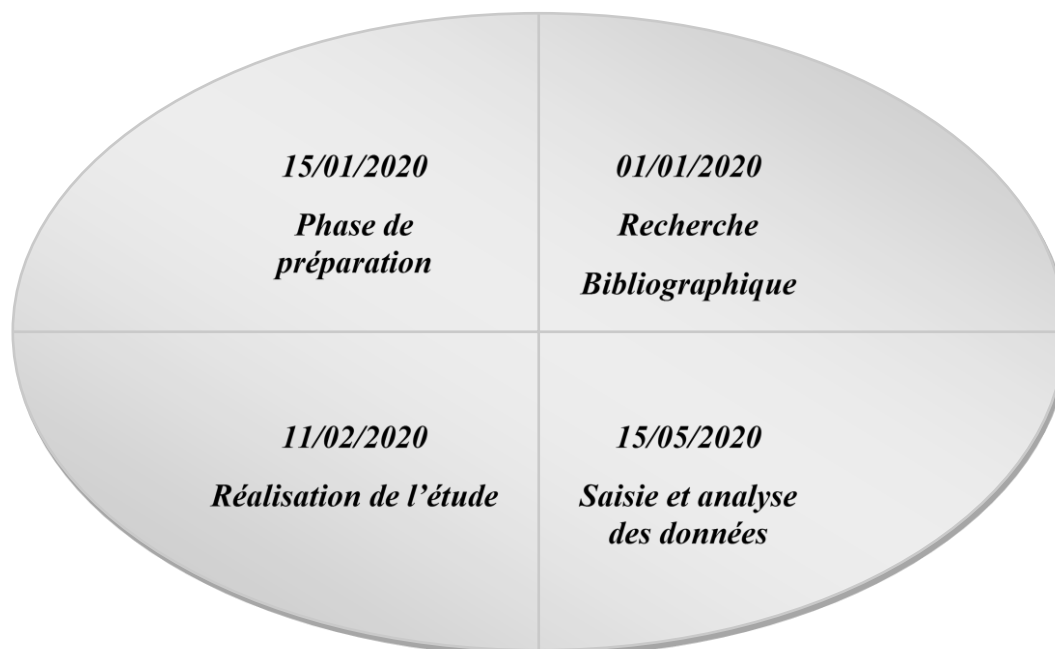 15/01/2020
Phase de
préparation
01/01/2020
Recherche
Bibliographique
11/02/2020
Réalisation de l’étude
15/05/2020
Saisie et analyse
des données